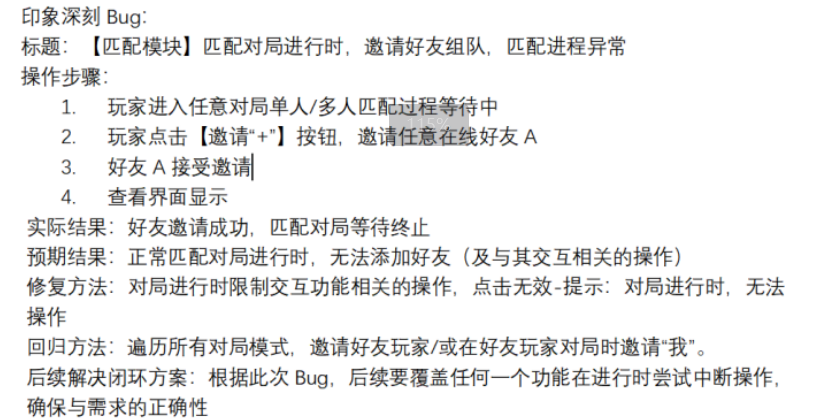 印象深刻 Bug：
标题：【匹配模块】匹配对局进行时，邀请好友组队，匹配进程异常
操作步骤：
1. 玩家进入任意对局单人/多人匹配过程等待中
2. 玩家点击【邀请“+”】按钮，邀请任意在线好友 A
3. 好友 A 接受邀请
4. 查看界面显示
实际结果：好友邀请成功，匹配对局等待终止
预期结果：正常匹配对局进行时，无法添加好友（及与其交互相关的操作）
修复方法：对局进行时限制交互功能相关的操作，点击无效-提示：对局进行时，无法
操作
回归方法：遍历所有对局模式，邀请好友玩家/或在好友玩家对局时邀请“我”。
后续解决闭环方案：根据此次 Bug，后续要覆盖任何一个功能在进行时尝试中断操作，
确保与需求的正确性